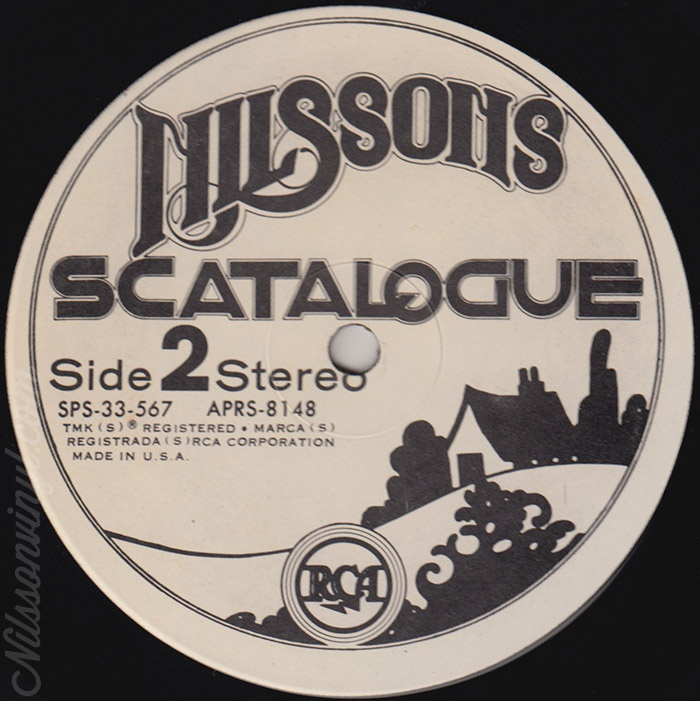 NILSSONS
SCATALOGUE
Side 2 Stereo
SPS-33-567 APRS-8148
TMK(S)® REGISTERED • MARCA(S)
REGISTRADA(S)RCA CORPORATION
MADE IN U.S.A.
RCA
Nilssonvinyl.com